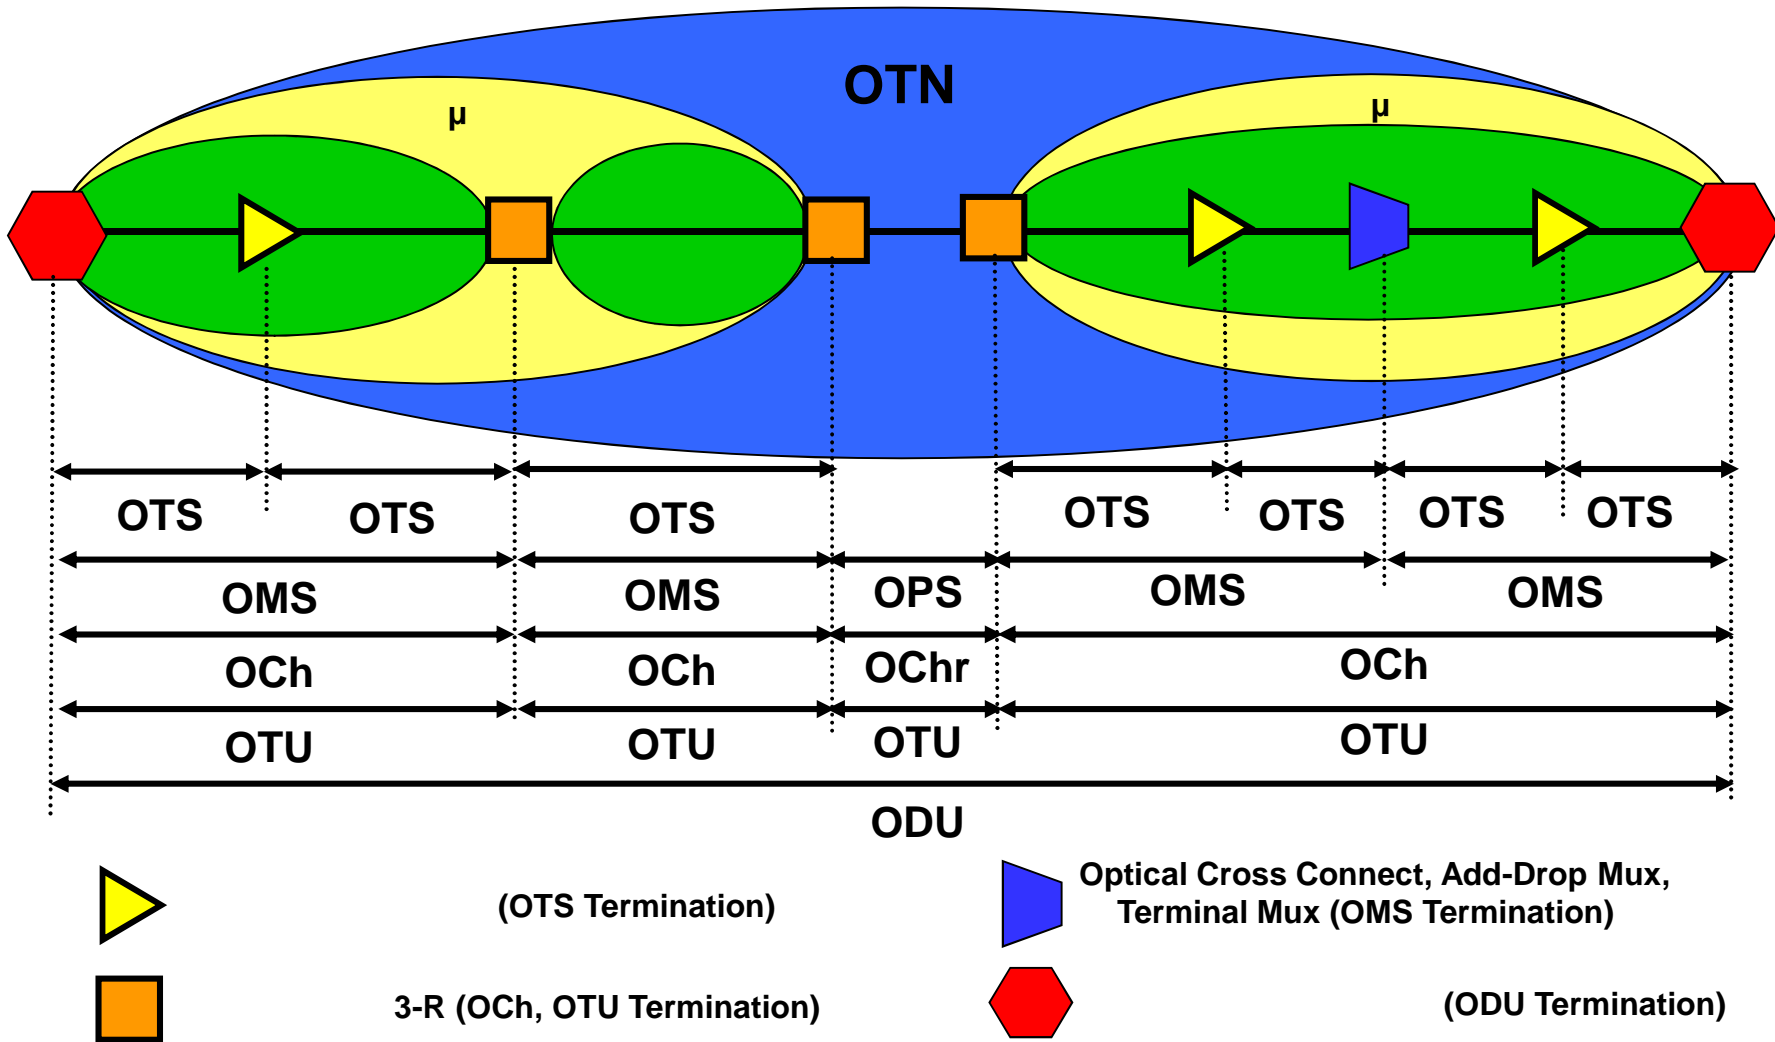 OTN
µ
µ
OTS
OTS
OTS
OTS
OTS
OTS
OTS
OMS
OMS
OPS
OMS
OMS
OCh
OCh
OChr
OCh
OTU
OTU
OTU
OTU
ODU
(OTS Termination)
Optical Cross Connect, Add-Drop Mux,
Terminal Mux (OMS Termination)
3-R (OCh, OTU Termination)
(ODU Termination)